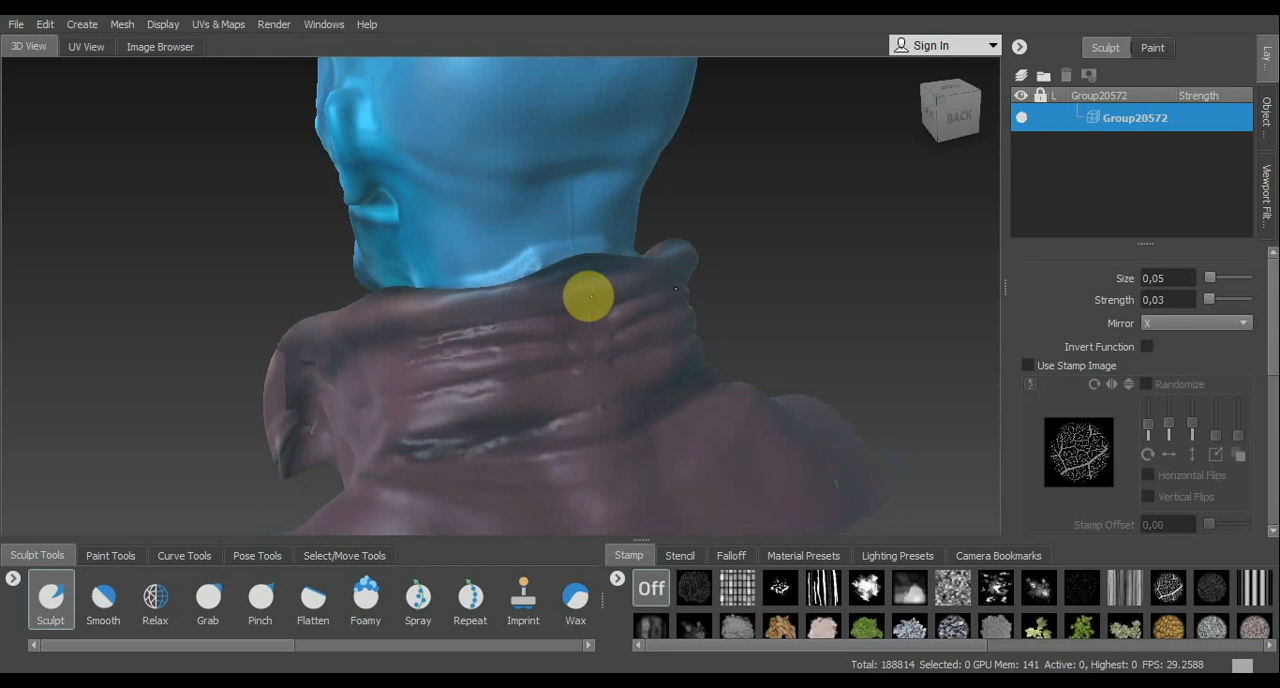 File Edit Create Mesh Display UVs & Maps Render Windows Help
3D View UV View Image Browser Sign In Sculpt Paint
Lay...
Group20572 Strength
L
Group20572
Object ...
Viewport Filt...
BACK
Size 0,05
Strength 0,03
Mirror X
Invert Function
Use Stamp Image
Randomize
Horizontal Flips
Vertical Flips
Stamp Offset 0,00
Sculpt Tools Paint Tools Curve Tools Pose Tools Select/Move Tools Stamp Stencil Falloff Material Presets Lighting Presets Camera Bookmarks
Off
Sculpt Smooth Relax Grab Pinch Flatten Foamy Spray Repeat Imprint Wax
Total: 188814 Selected: 0 GPU Mem: 141 Active: 0, Highest: 0 FPS: 29.2588